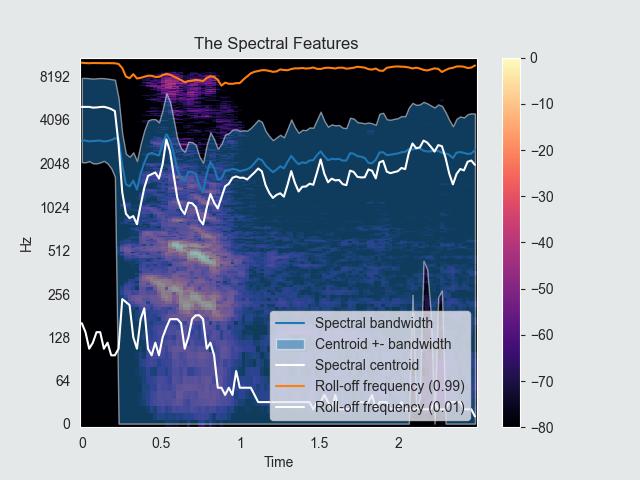 The Spectral Features
8192
4096
2048
1024
512
256
128
64
0
Hz
0
0.5
1
1.5
2
Time
Spectral bandwidth
Centroid +- bandwidth
Spectral centroid
Roll-off frequency (0.99)
Roll-off frequency (0.01)
0
−10
−20
−30
−40
−50
−60
−70
−80